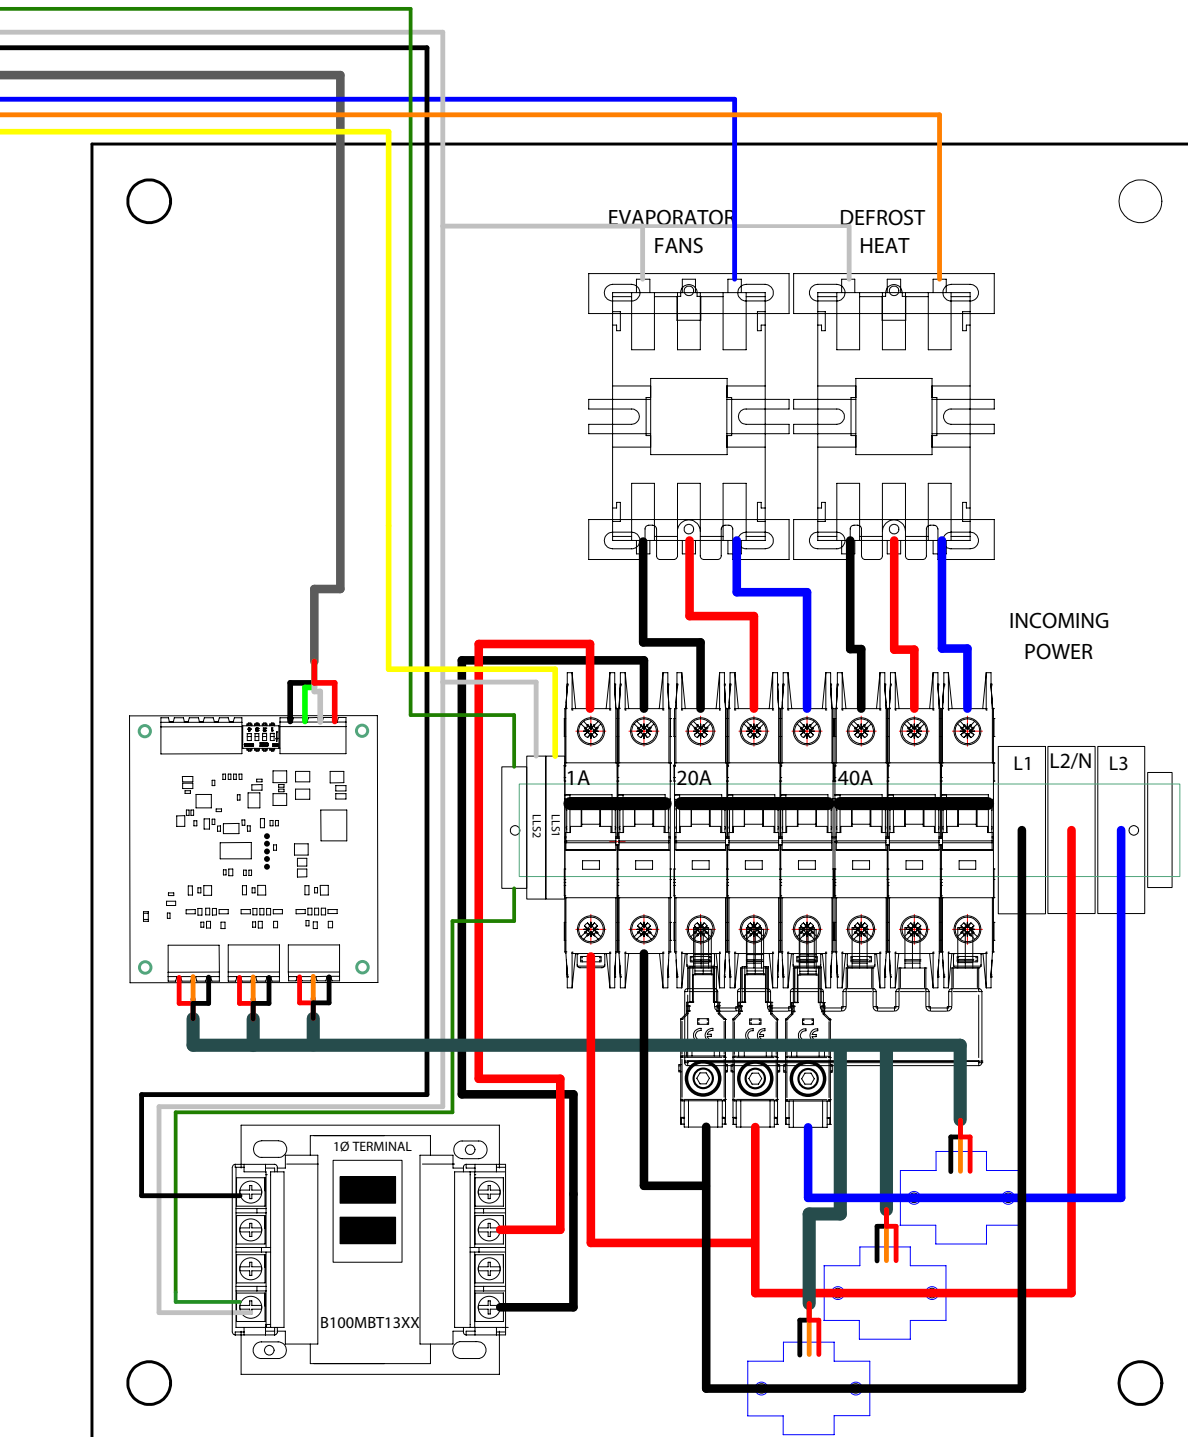 EVAPORATOR
FANS
DEFROST
HEAT
INCOMING
POWER
1A
20A
40A
L1
L2/N
L3
LLS2
LLS1
CE
CE
CE
1Ø TERMINAL
B100MBT13XX